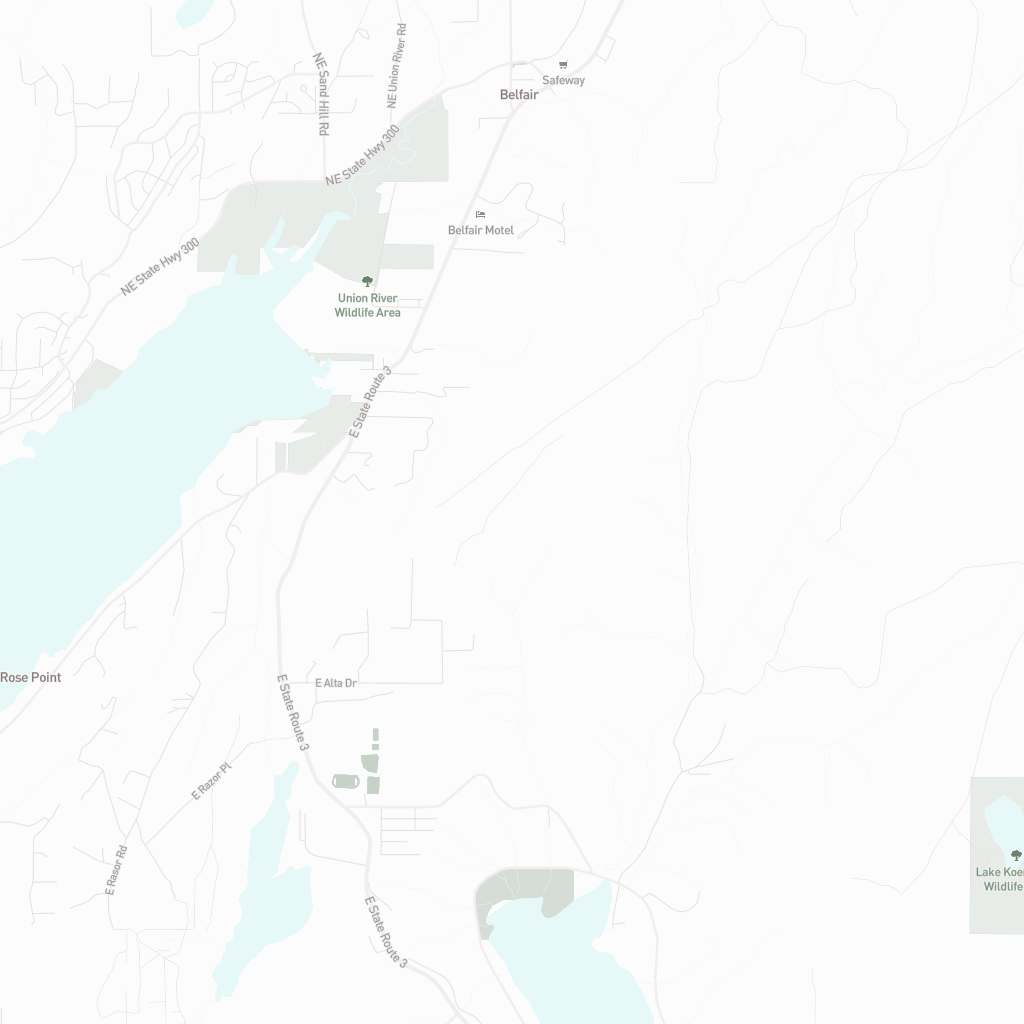 NE Union River Rd
NE Sand Hill Rd
Safeway
Belfair
NE State Hwy 300
Belfair Motel
NE State Hwy 300
Union River
Wildlife Area
E State Route 3
Rose Point
E Alta Dr
E State Route 3
E Razor Pl
E Rasor Rd
Lake Koe
Wildlife
E State Route 3